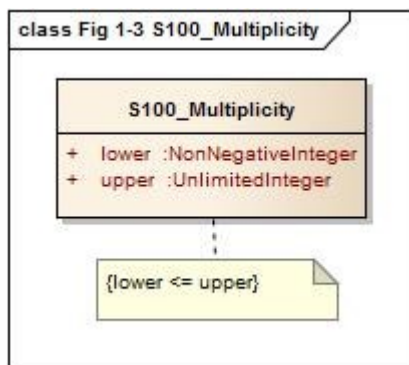 class Fig 1-3 S100_Multiplicity
S100_Multiplicity
+ lower :NonNegativeInteger
+ upper :UnlimitedInteger
{lower <= upper}